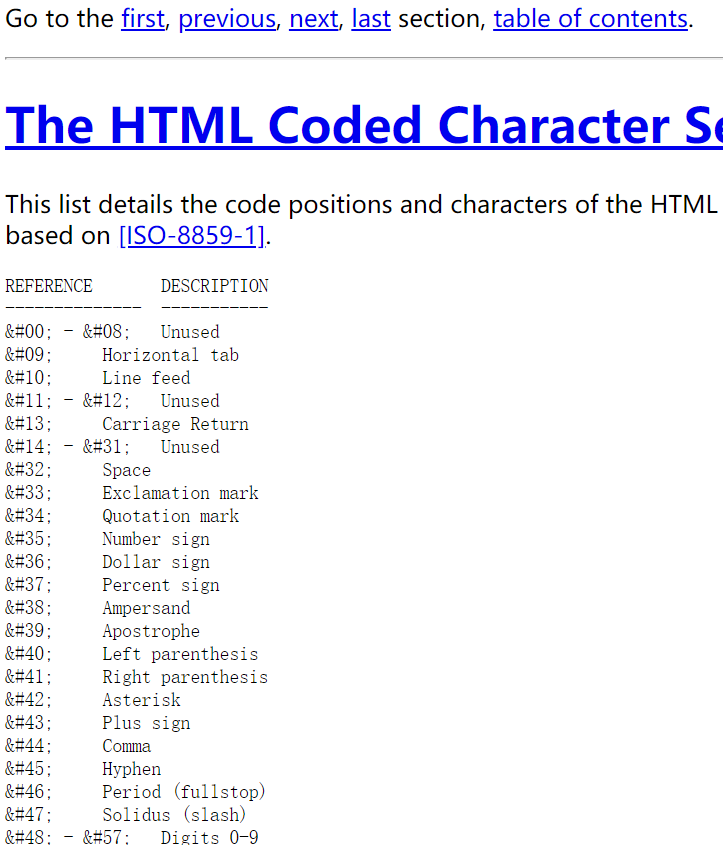 Go to the first, previous, next, last section, table of contents.
The HTML Coded Character Se
This list details the code positions and characters of the HTML
based on [ISO-8859-1].
REFERENCE       DESCRIPTION
--------------  -----------
&#00; - &#08;   Unused
&#09;     Horizontal tab
&#10;     Line feed
&#11; - &#12;   Unused
&#13;     Carriage Return
&#14; - &#31;   Unused
&#32;     Space
&#33;     Exclamation mark
&#34;     Quotation mark
&#35;     Number sign
&#36;     Dollar sign
&#37;     Percent sign
&#38;     Ampersand
&#39;     Apostrophe
&#40;     Left parenthesis
&#41;     Right parenthesis
&#42;     Asterisk
&#43;     Plus sign
&#44;     Comma
&#45;     Hyphen
&#46;     Period (fullstop)
&#47;     Solidus (slash)
&#48; - &#57;   Digits 0-9